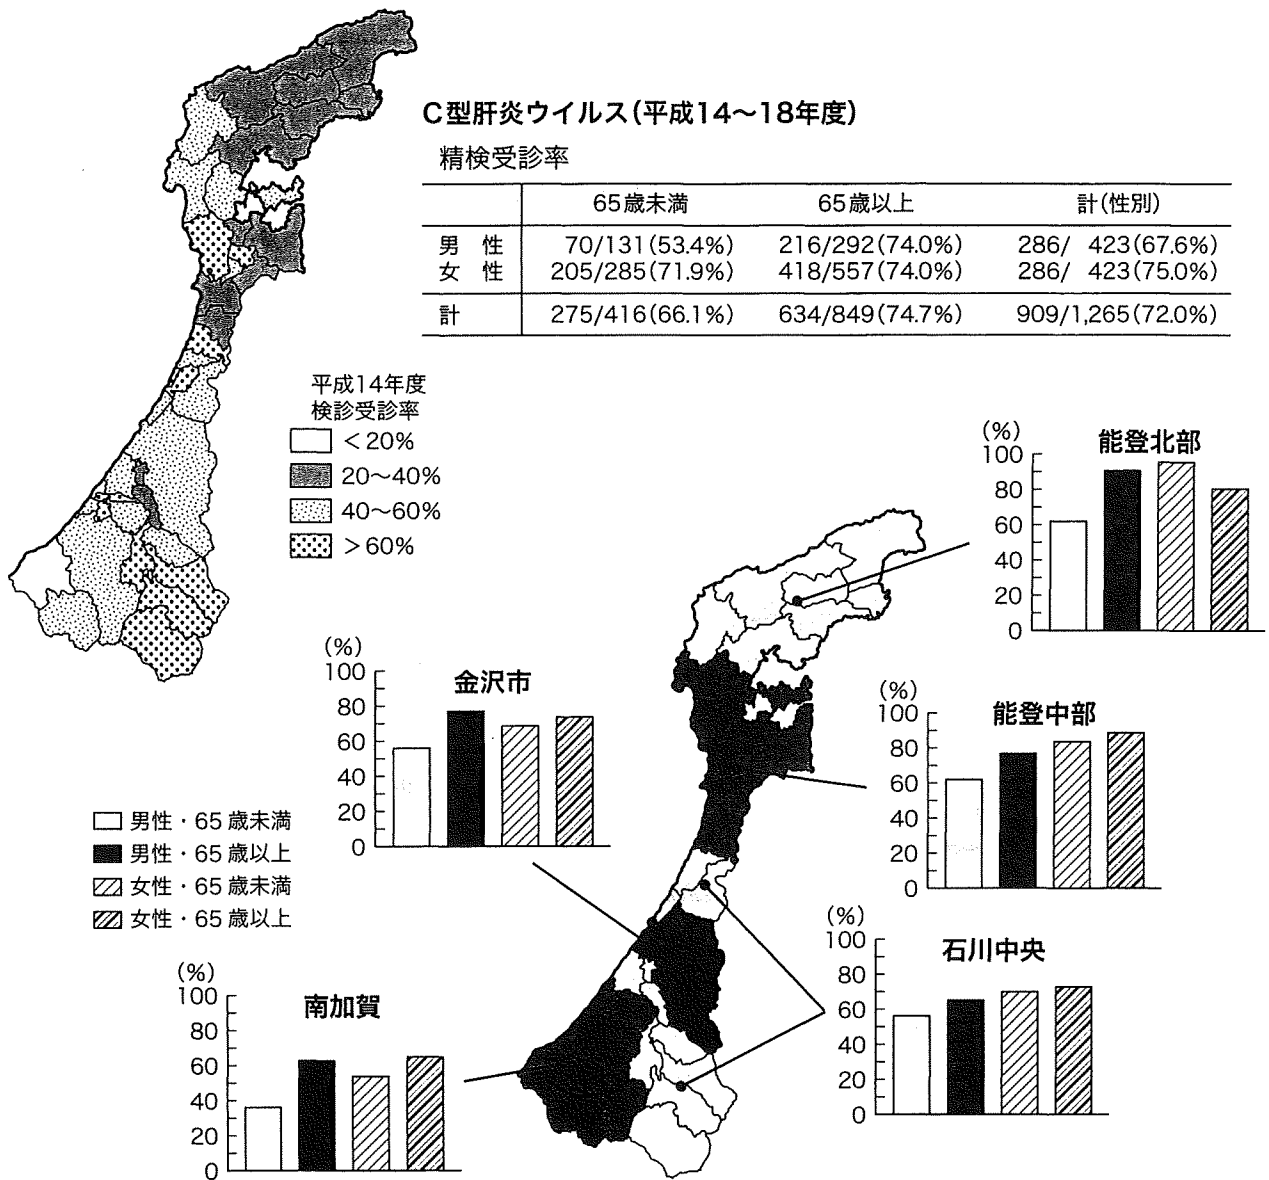 C型肝炎ウイルス(平成14～18年度)
精検受診率
65歳未満 65歳以上 計(性別)
男 性 70/131(53.4%) 216/292(74.0%) 286/ 423(67.6%)
女 性 205/285(71.9%) 418/557(74.0%) 286/ 423(75.0%)
計 275/416(66.1%) 634/849(74.7%) 909/1,265(72.0%)
平成14年度
検診受診率
＜20%
20～40%
40～60%
＞60%
(%)
能登北部
100
80
60
40
20
0
(%)
金沢市
100
80
60
40
20
0
(%)
能登中部
100
80
60
40
20
0
男性・65歳未満
男性・65歳以上
女性・65歳未満
女性・65歳以上
(%)
石川中央
100
80
60
40
20
0
(%)
南加賀
100
80
60
40
20
0